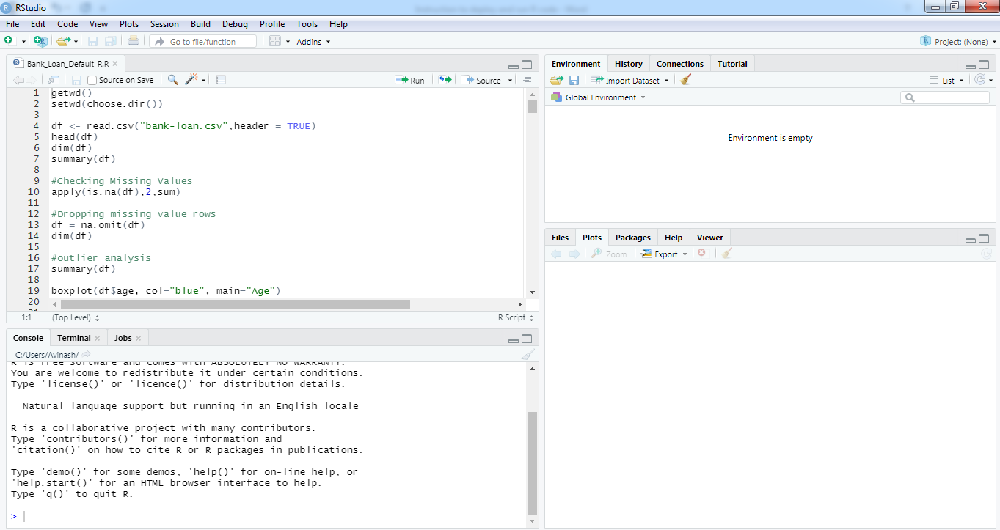 RStudio
File Edit Code View Plots Session Build Debug Profile Tools Help
Go to file/function Addins Project: (None)
Bank_Loan_Default-R.R
Source on Save Run Source
1 getwd()
2 setwd(choose.dir())
3
4 df <- read.csv("bank-loan.csv",header = TRUE)
5 head(df)
6 dim(df)
7 summary(df)
8
9 #Checking Missing Values
10 apply(is.na(df),2,sum)
11
12 #Dropping missing value rows
13 df = na.omit(df)
14 dim(df)
15
16 #outlier analysis
17 summary(df)
18
19 boxplot(df$age, col="blue", main="Age")
20
1:1 (Top Level) R Script
Console Terminal Jobs
C:/Users/Avinash/
R is free software and comes with ABSOLUTELY NO WARRANTY.
You are welcome to redistribute it under certain conditions.
Type 'license()' or 'licence()' for distribution details.
Natural language support but running in an English locale
R is a collaborative project with many contributors.
Type 'contributors()' for more information and
'citation()' on how to cite R or R packages in publications.
Type 'demo()' for some demos, 'help()' for on-line help, or
'help.start()' for an HTML browser interface to help.
Type 'q()' to quit R.
>
Environment History Connections Tutorial
Import Dataset List
Global Environment
Environment is empty
Files Plots Packages Help Viewer
Zoom Export